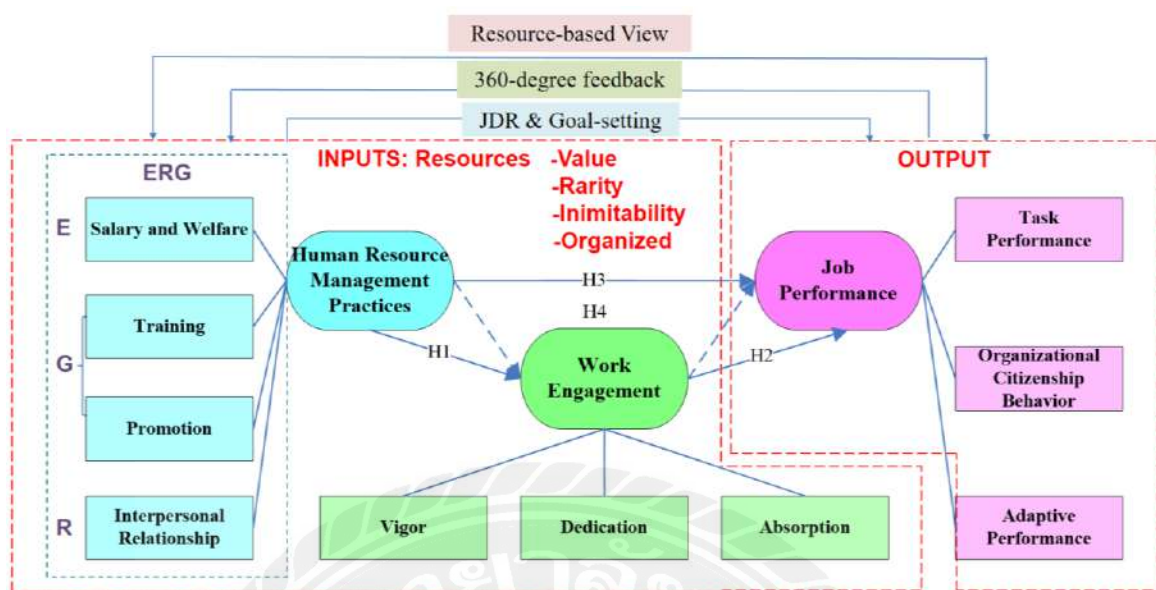 Resource-based View
360-degree feedback
JDR & Goal-setting
INPUTS: Resources -Value
-Rarity
-Inimitability
-Organized
OUTPUT
ERG
E
Salary and Welfare
Training
G
Promotion
R
Interpersonal
Relationship
Human Resource
Management
Practices
H3
H4
H1
H2
Work
Engagement
Vigor
Dedication
Absorption
Job
Performance
Task
Performance
Organizational
Citizenship
Behavior
Adaptive
Performance